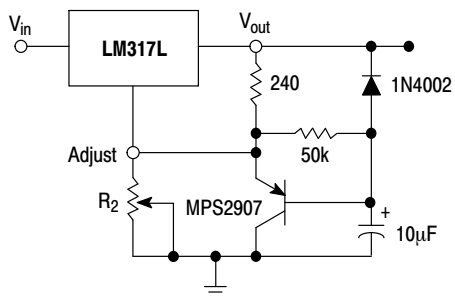 V_in
LM317L
V_out
240
1N4002
Adjust
50k
R_2
MPS2907
+
10μF